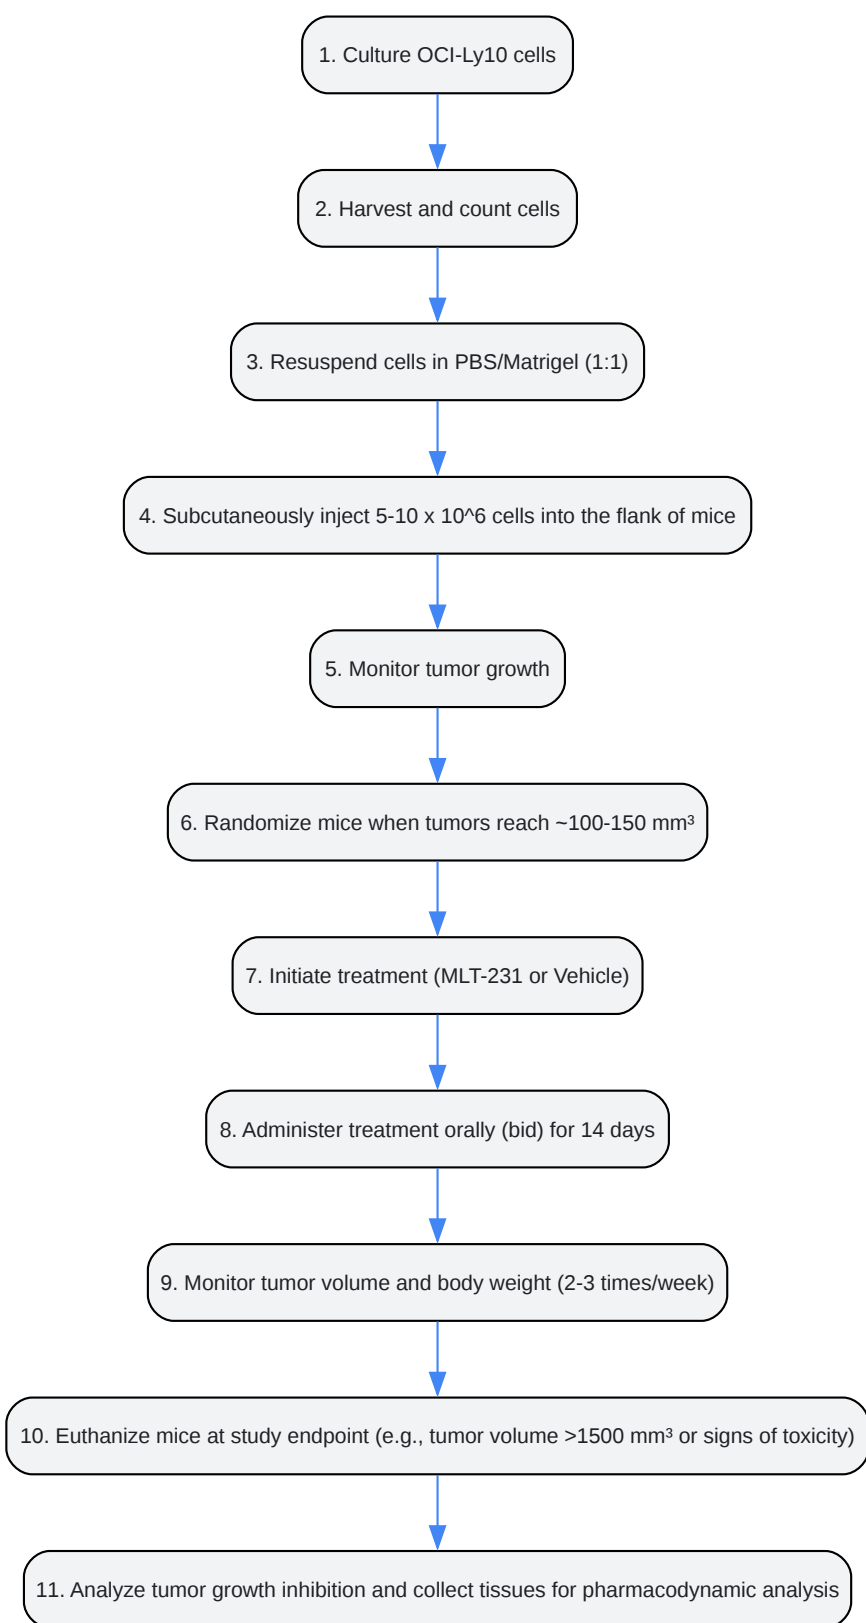 1. Culture OCI-Ly10 cells
2. Harvest and count cells
3. Resuspend cells in PBS/Matrigel (1:1)
4. Subcutaneously inject 5-10 x 10^6 cells into the flank of mice
5. Monitor tumor growth
6. Randomize mice when tumors reach ~100-150 mm³
7. Initiate treatment (MLT-231 or Vehicle)
8. Administer treatment orally (bid) for 14 days
9. Monitor tumor volume and body weight (2-3 times/week)
10. Euthanize mice at study endpoint (e.g., tumor volume >1500 mm³ or signs of toxicity)
11. Analyze tumor growth inhibition and collect tissues for pharmacodynamic analysis